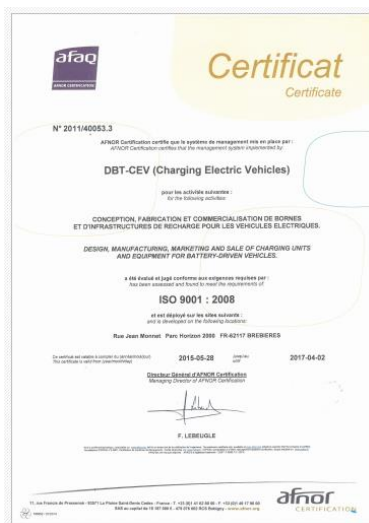 afaq
AFNOR CERTIFICATION
Certificat
Certificate
N° 2011/40053.3
AFNOR Certification certifie que le système de management mis en place par :
AFNOR Certification certifies that the management system implemented by:
DBT-CEV (Charging Electric Vehicles)
pour les activités suivantes :
for the following activities:
CONCEPTION, FABRICATION ET COMMERCIALISATION DE BORNES
ET D'INFRASTRUCTURES DE RECHARGE POUR LES VEHICULES ELECTRIQUES.
DESIGN, MANUFACTURING, MARKETING AND SALE OF CHARGING UNITS
AND EQUIPMENT FOR BATTERY-DRIVEN VEHICLES.
a été évalué et jugé conforme aux exigences requises par :
has been assessed and found to meet the requirements of:
ISO 9001 : 2008
et est déployé sur les sites suivants :
and is developed on the following locations:
Rue Jean Monnet Parc Horizon 2000 FR-62117 BREBIERES
2015-05-28
2017-04-02
Directeur Général d'AFNOR Certification
Managing Director of AFNOR Certification
F. LEBEUGLE
afnor
CERTIFICATION